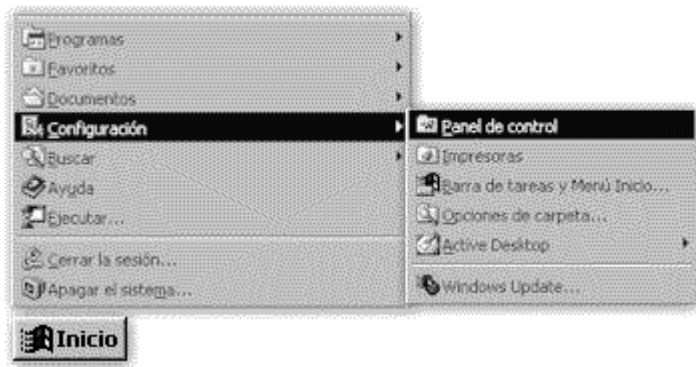 Programas
Favoritos
Documentos
Configuración
Buscar
Ayuda
Ejecutar...
Cerrar la sesión...
Apagar el sistema...
Panel de control
Impresoras
Barra de tareas y Menú Inicio...
Opciones de carpeta...
Active Desktop
Windows Update...
Inicio